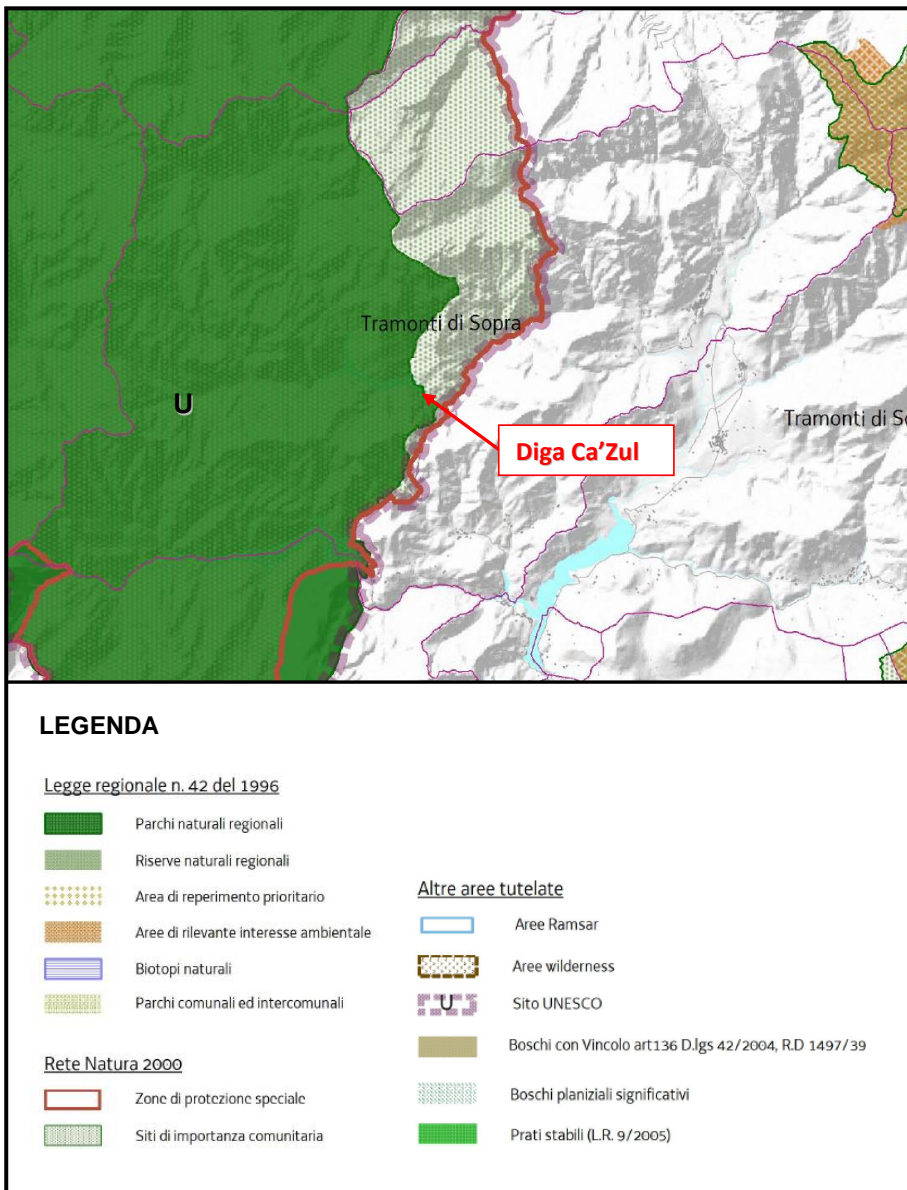 Tramonti di Sopra
U
Diga Ca'Zul
LEGENDA
Legge regionale n. 42 del 1996
Parchi naturali regionali
Riserve naturali regionali
Area di reperimento prioritario
Aree di rilevante interesse ambientale
Biotopi naturali
Parchi comunali ed intercomunali
Rete Natura 2000
Zone di protezione speciale
Siti di importanza comunitaria
Altre aree tutelate
Aree Ramsar
Aree wilderness
U Sito UNESCO
Boschi con Vincolo art136 D.lgs 42/2004, R.D 1497/39
Boschi planiziali significativi
Prati stabili (L.R. 9/2005)
Tramonti di